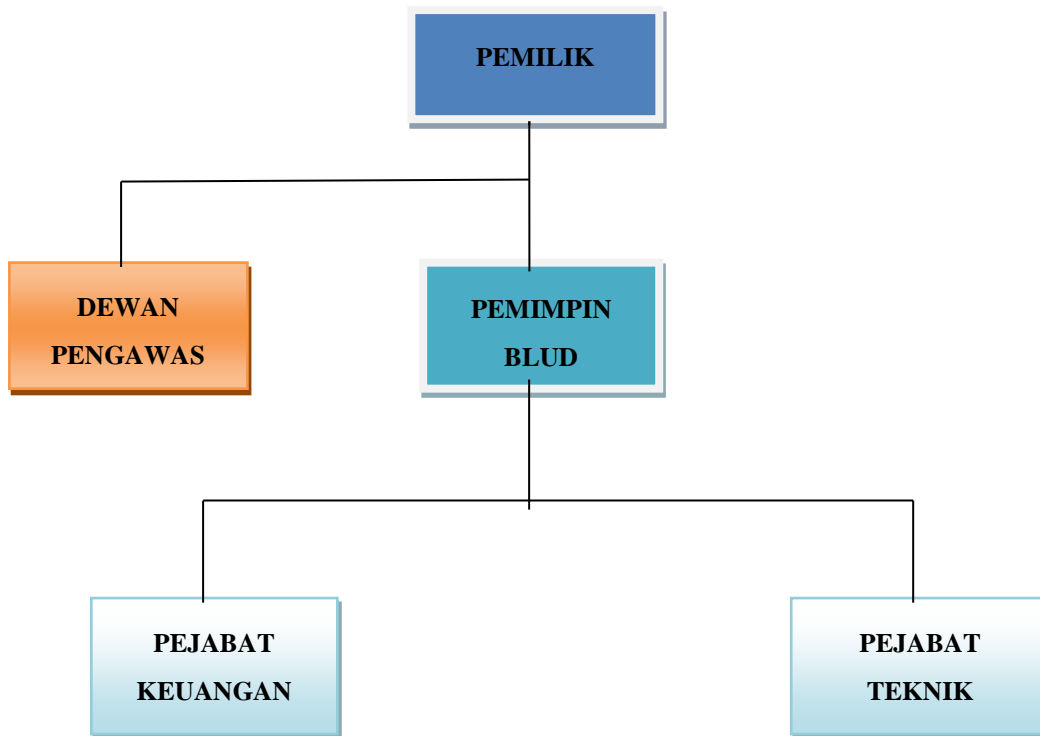 PEMILIK
DEWAN
PENGAWAS
PEMIMPIN
BLUD
PEJABAT
KEUANGAN
PEJABAT
TEKNIK